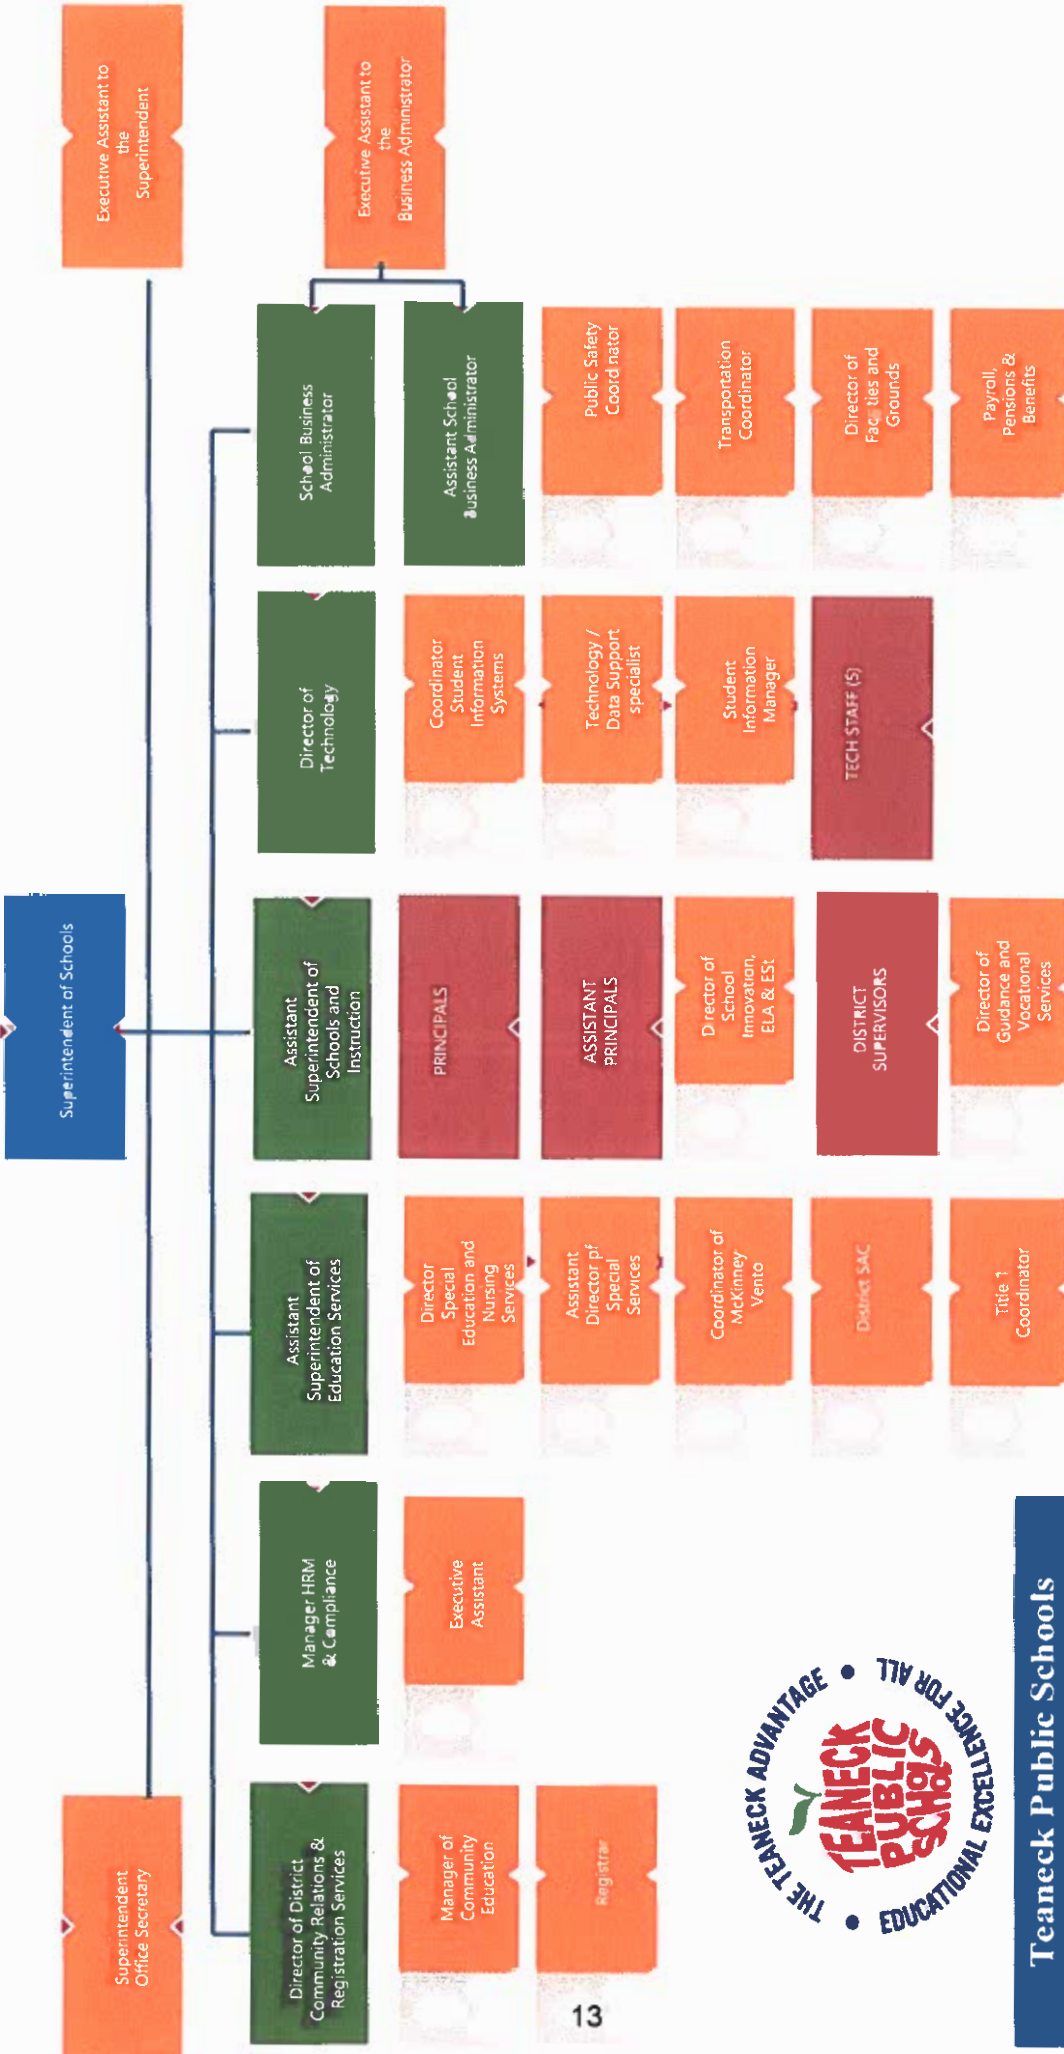 Superintendent of Schools
Superintendent
Office Secretary
Executive Assistant to
the
Superintendent
Director of District
Community Relations &
Registration Services
Manager HRM
& Compliance
Assistant
Superintendent of
Education Services
Assistant
Superintendent of
Schools and
Instruction
Director of
Technology
School Business
Administrator
Executive Assistant to
the
Business Administrator
Manager of
Community
Education
Registrar
Executive
Assistant
Director
Special
Education and
Nursing
Services
Assistant
Director pf
Special
Services
Coordinator of
McKinney
Vento
District SAC
Title 1
Coordinator
PRINCIPALS
ASSISTANT
PRINCIPALS
Director of
School
Innovation,
ELA & ESt
DISTRICT
SUPERVISORS
Director of
Guidance and
Vocational
Services
Coordinator
Student
Information
Systems
Technology /
Data Support
specialist
Student
Information
Manager
TECH STAFF (5)
Assistant School
Business Administrator
Public Safety
Coordinator
Transportation
Coordinator
Director of
ties and
Grounds
Payroll,
Pensions &
Benefits
THE TEANECK ADVANTAGE •
EDUCATIONAL EXCELLENCE FOR ALL •
TEANECK
PUBLIC
SCHOOLS
Teaneck Public Schools
13